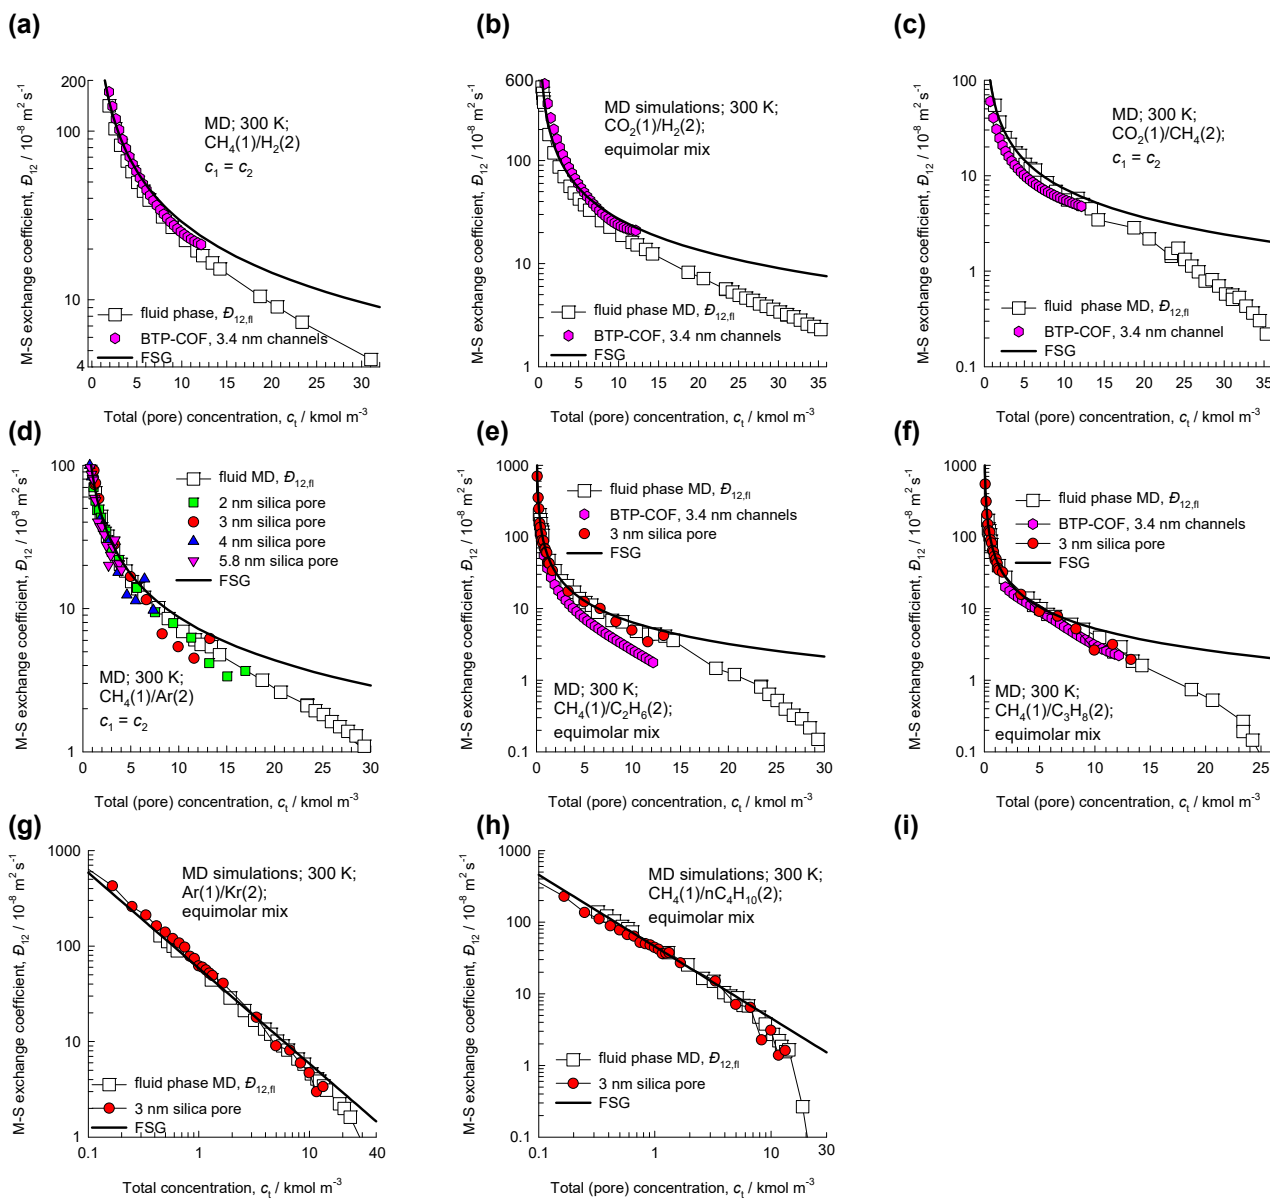 (a)
M-S exchange coefficient, Đ12 / 10-8 m2 s-1
200
100
10
4
MD; 300 K;
CH4(1)/H2(2)
c1 = c2
fluid phase, Đ12,fl
BTP-COF, 3.4 nm channels
FSG
0 5 10 15 20 25 30
Total (pore) concentration, ct / kmol m-3
(b)
M-S exchange coefficient, Đ12 / 10-8 m2 s-1
600
100
10
1
MD simulations; 300 K;
CO2(1)/H2(2);
equimolar mix
fluid phase MD, Đ12,fl
BTP-COF, 3.4 nm channels
FSG
0 5 10 15 20 25 30 35
Total (pore) concentration, ct / kmol m-3
(c)
M-S exchange coefficient, Đ12 / 10-8 m2 s-1
100
10
1
0.1
MD; 300 K;
CO2(1)/CH4(2);
c1 = c2
fluid phase MD, Đ12,fl
BTP-COF, 3.4 nm channel
FSG
0 5 10 15 20 25 30 35
Total (pore) concentration, ct / kmol m-3
(d)
M-S exchange coefficient, Đ12 / 10-8 m2 s-1
100
10
1
fluid MD, Đ12,fl
2 nm silica pore
3 nm silica pore
4 nm silica pore
5.8 nm silica pore
FSG
MD; 300 K;
CH4(1)/Ar(2)
c1 = c2
0 5 10 15 20 25 30
Total (pore) concentration, ct / kmol m-3
(e)
M-S exchange coefficient, Đ12 / 10-8 m2 s-1
1000
100
10
1
0.1
fluid phase MD, Đ12,fl
BTP-COF, 3.4 nm channels
3 nm silica pore
FSG
MD; 300 K;
CH4(1)/C2H6(2);
equimolar mix
0 5 10 15 20 25 30
Total (pore) concentration, ct / kmol m-3
(f)
M-S exchange coefficient, Đ12 / 10-8 m2 s-1
1000
100
10
1
0.1
fluid phase MD, Đ12,fl
BTP-COF, 3.4 nm channels
3 nm silica pore
FSG
MD; 300 K;
CH4(1)/C3H8(2);
equimolar mix
0 5 10 15 20 25
Total (pore) concentration, ct / kmol m-3
(g)
M-S exchange coefficient, Đ12 / 10-8 m2 s-1
1000
100
10
1
MD simulations; 300 K;
Ar(1)/Kr(2);
equimolar mix
fluid phase MD, Đ12,fl
3 nm silica pore
FSG
0.1 1 10 40
Total concentration, ct / kmol m-3
(h)
M-S exchange coefficient, Đ12 / 10-8 m2 s-1
1000
100
10
1
0.1
MD simulations; 300 K;
CH4(1)/nC4H10(2);
equimolar mix
fluid phase MD, Đ12,fl
3 nm silica pore
FSG
0.1 1 10 30
Total (pore) concentration, ct / kmol m-3
(i)